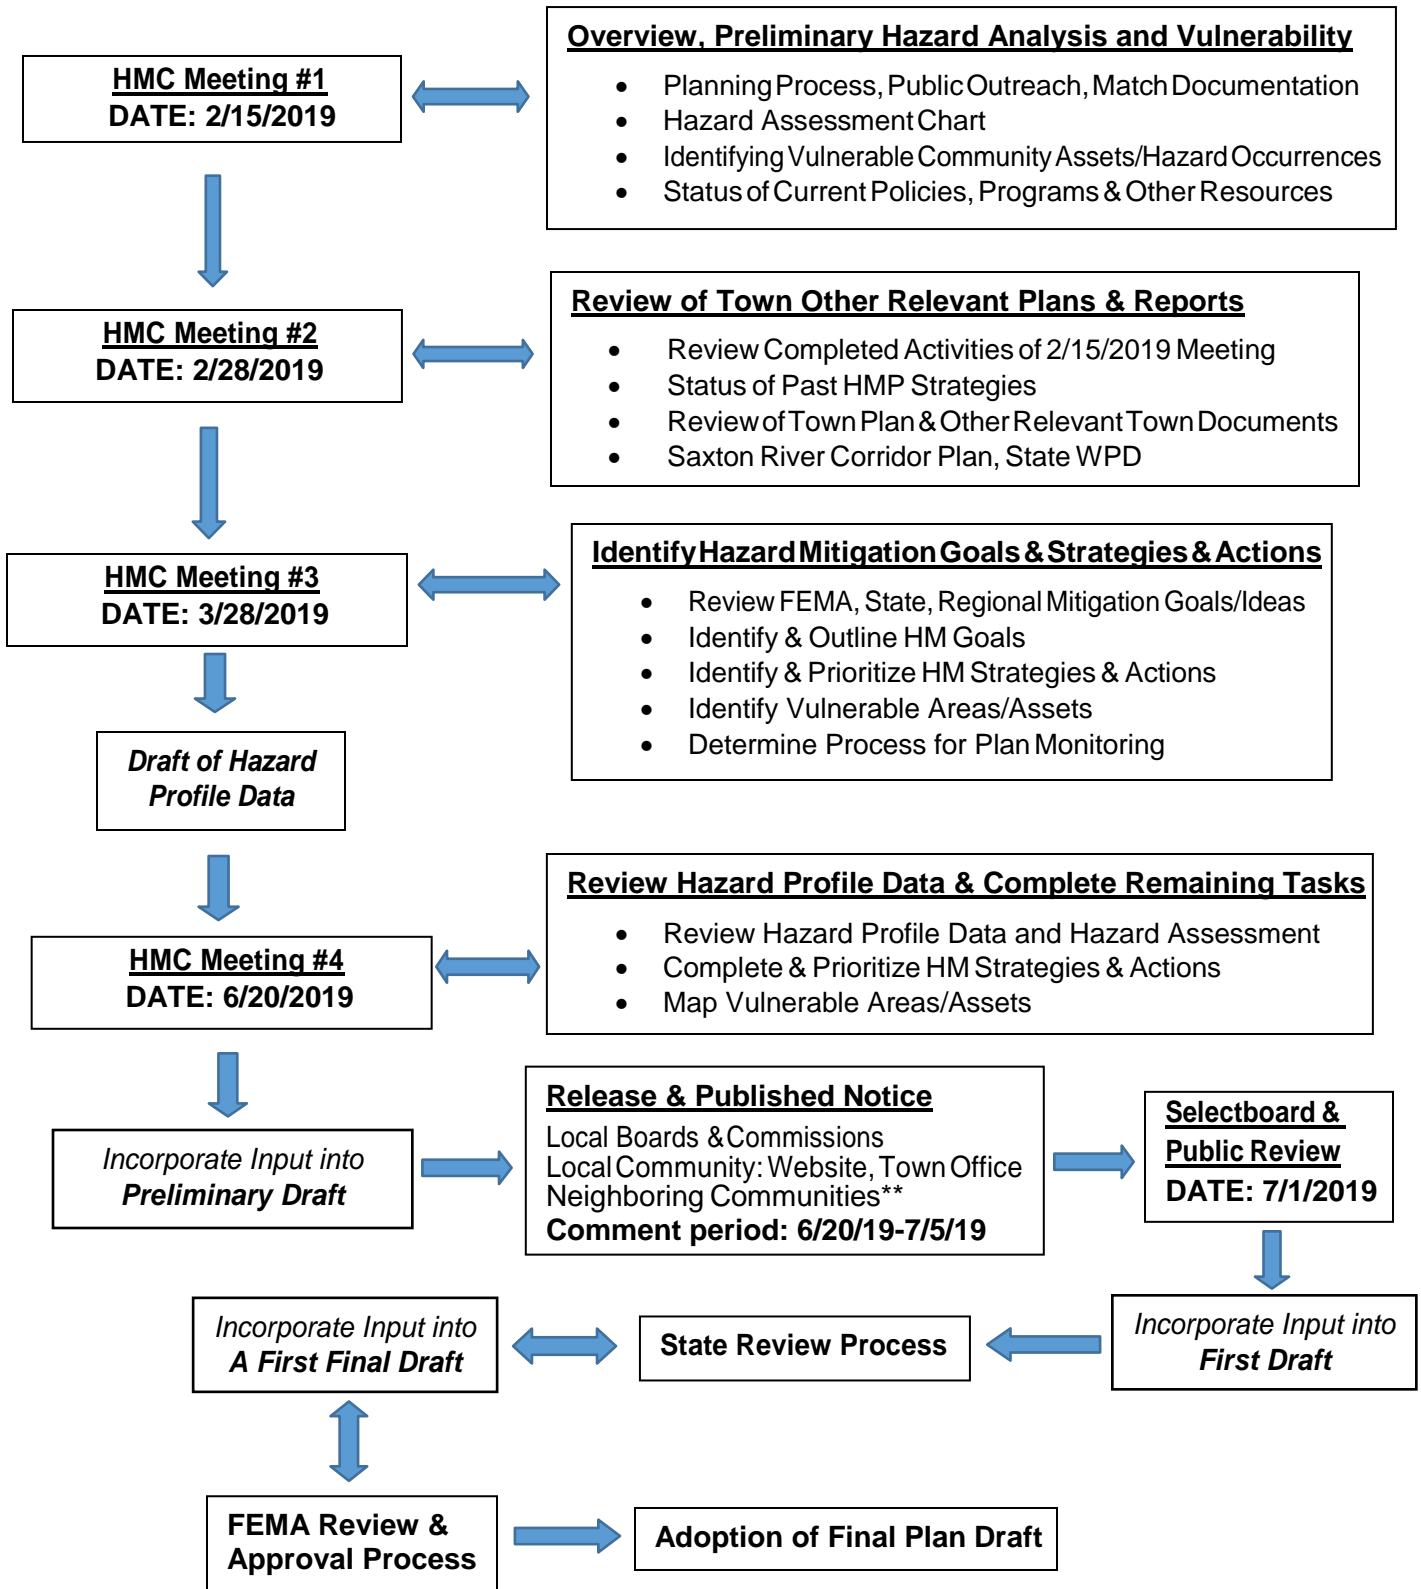 HMC Meeting #1
DATE: 2/15/2019
Overview, Preliminary Hazard Analysis and Vulnerability
• Planning Process, Public Outreach, Match Documentation
• Hazard Assessment Chart
• Identifying Vulnerable Community Assets/Hazard Occurrences
• Status of Current Policies, Programs & Other Resources
HMC Meeting #2
DATE: 2/28/2019
Review of Town Other Relevant Plans & Reports
• Review Completed Activities of 2/15/2019 Meeting
• Status of Past HMP Strategies
• Review of Town Plan & Other Relevant Town Documents
• Saxton River Corridor Plan, State WPD
HMC Meeting #3
DATE: 3/28/2019
Identify Hazard Mitigation Goals & Strategies & Actions
• Review FEMA, State, Regional Mitigation Goals/Ideas
• Identify & Outline HM Goals
• Identify & Prioritize HM Strategies & Actions
• Identify Vulnerable Areas/Assets
• Determine Process for Plan Monitoring
Draft of Hazard
Profile Data
HMC Meeting #4
DATE: 6/20/2019
Review Hazard Profile Data & Complete Remaining Tasks
• Review Hazard Profile Data and Hazard Assessment
• Complete & Prioritize HM Strategies & Actions
• Map Vulnerable Areas/Assets
Incorporate Input into
Preliminary Draft
Release & Published Notice
Local Boards & Commissions
Local Community: Website, Town Office
Neighboring Communities**
Comment period: 6/20/19-7/5/19
Selectboard &
Public Review
DATE: 7/1/2019
Incorporate Input into
First Draft
State Review Process
Incorporate Input into
A First Final Draft
FEMA Review &
Approval Process
Adoption of Final Plan Draft